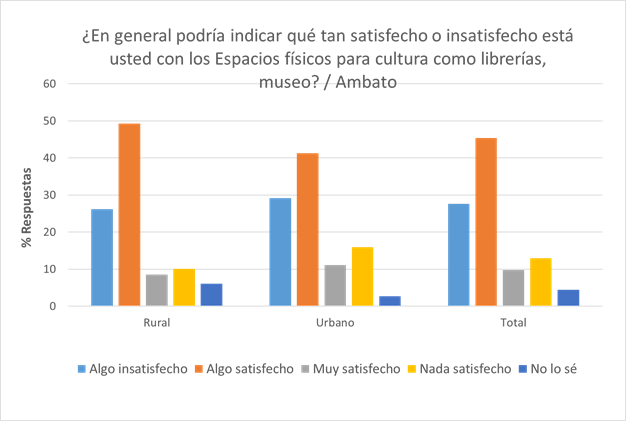 ¿En general podría indicar qué tan satisfecho o insatisfecho está
usted con los Espacios físicos para cultura como librerías,
museo? / Ambato
60
50
40
30
20
10
0
% Respuestas
Rural Urbano Total
Algo insatisfecho Algo satisfecho Muy satisfecho Nada satisfecho No lo sé